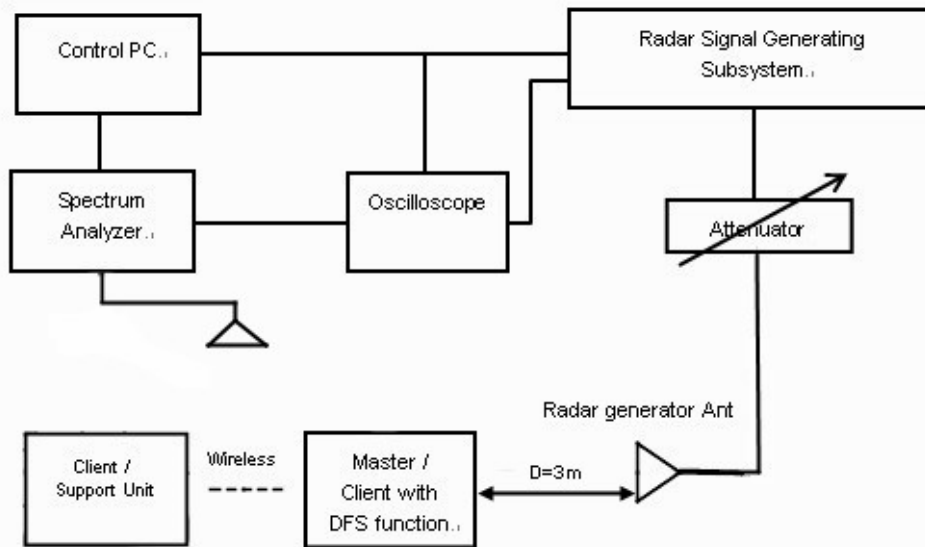 Control PC.
Radar Signal Generating
Subsystem.
Spectrum
Analyzer.
Oscilloscope
Attenuator
Radar generator Ant
Client /
Support Unit
Wireless
Master /
Client with
DFS function.
D=3m